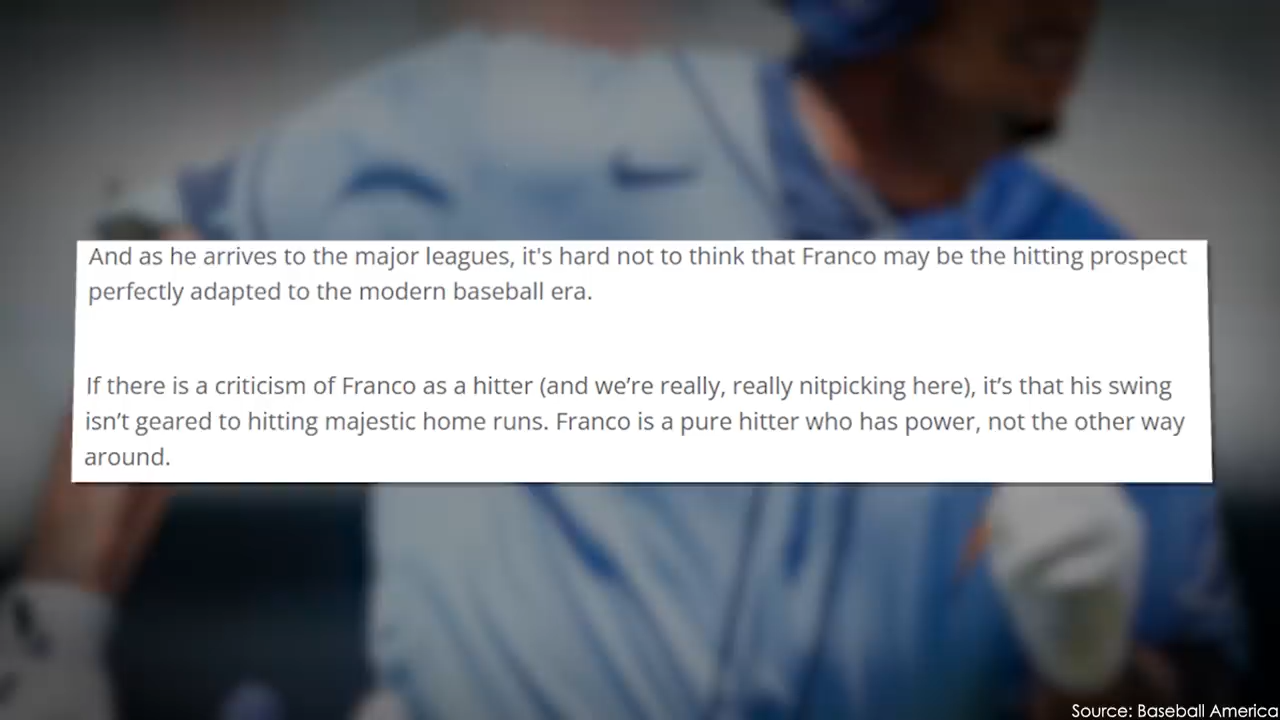 And as he arrives to the major leagues, it's hard not to think that Franco may be the hitting prospect
perfectly adapted to the modern baseball era.
If there is a criticism of Franco as a hitter (and we’re really, really nitpicking here), it’s that his swing
isn’t geared to hitting majestic home runs. Franco is a pure hitter who has power, not the other way
around.
Source: Baseball America